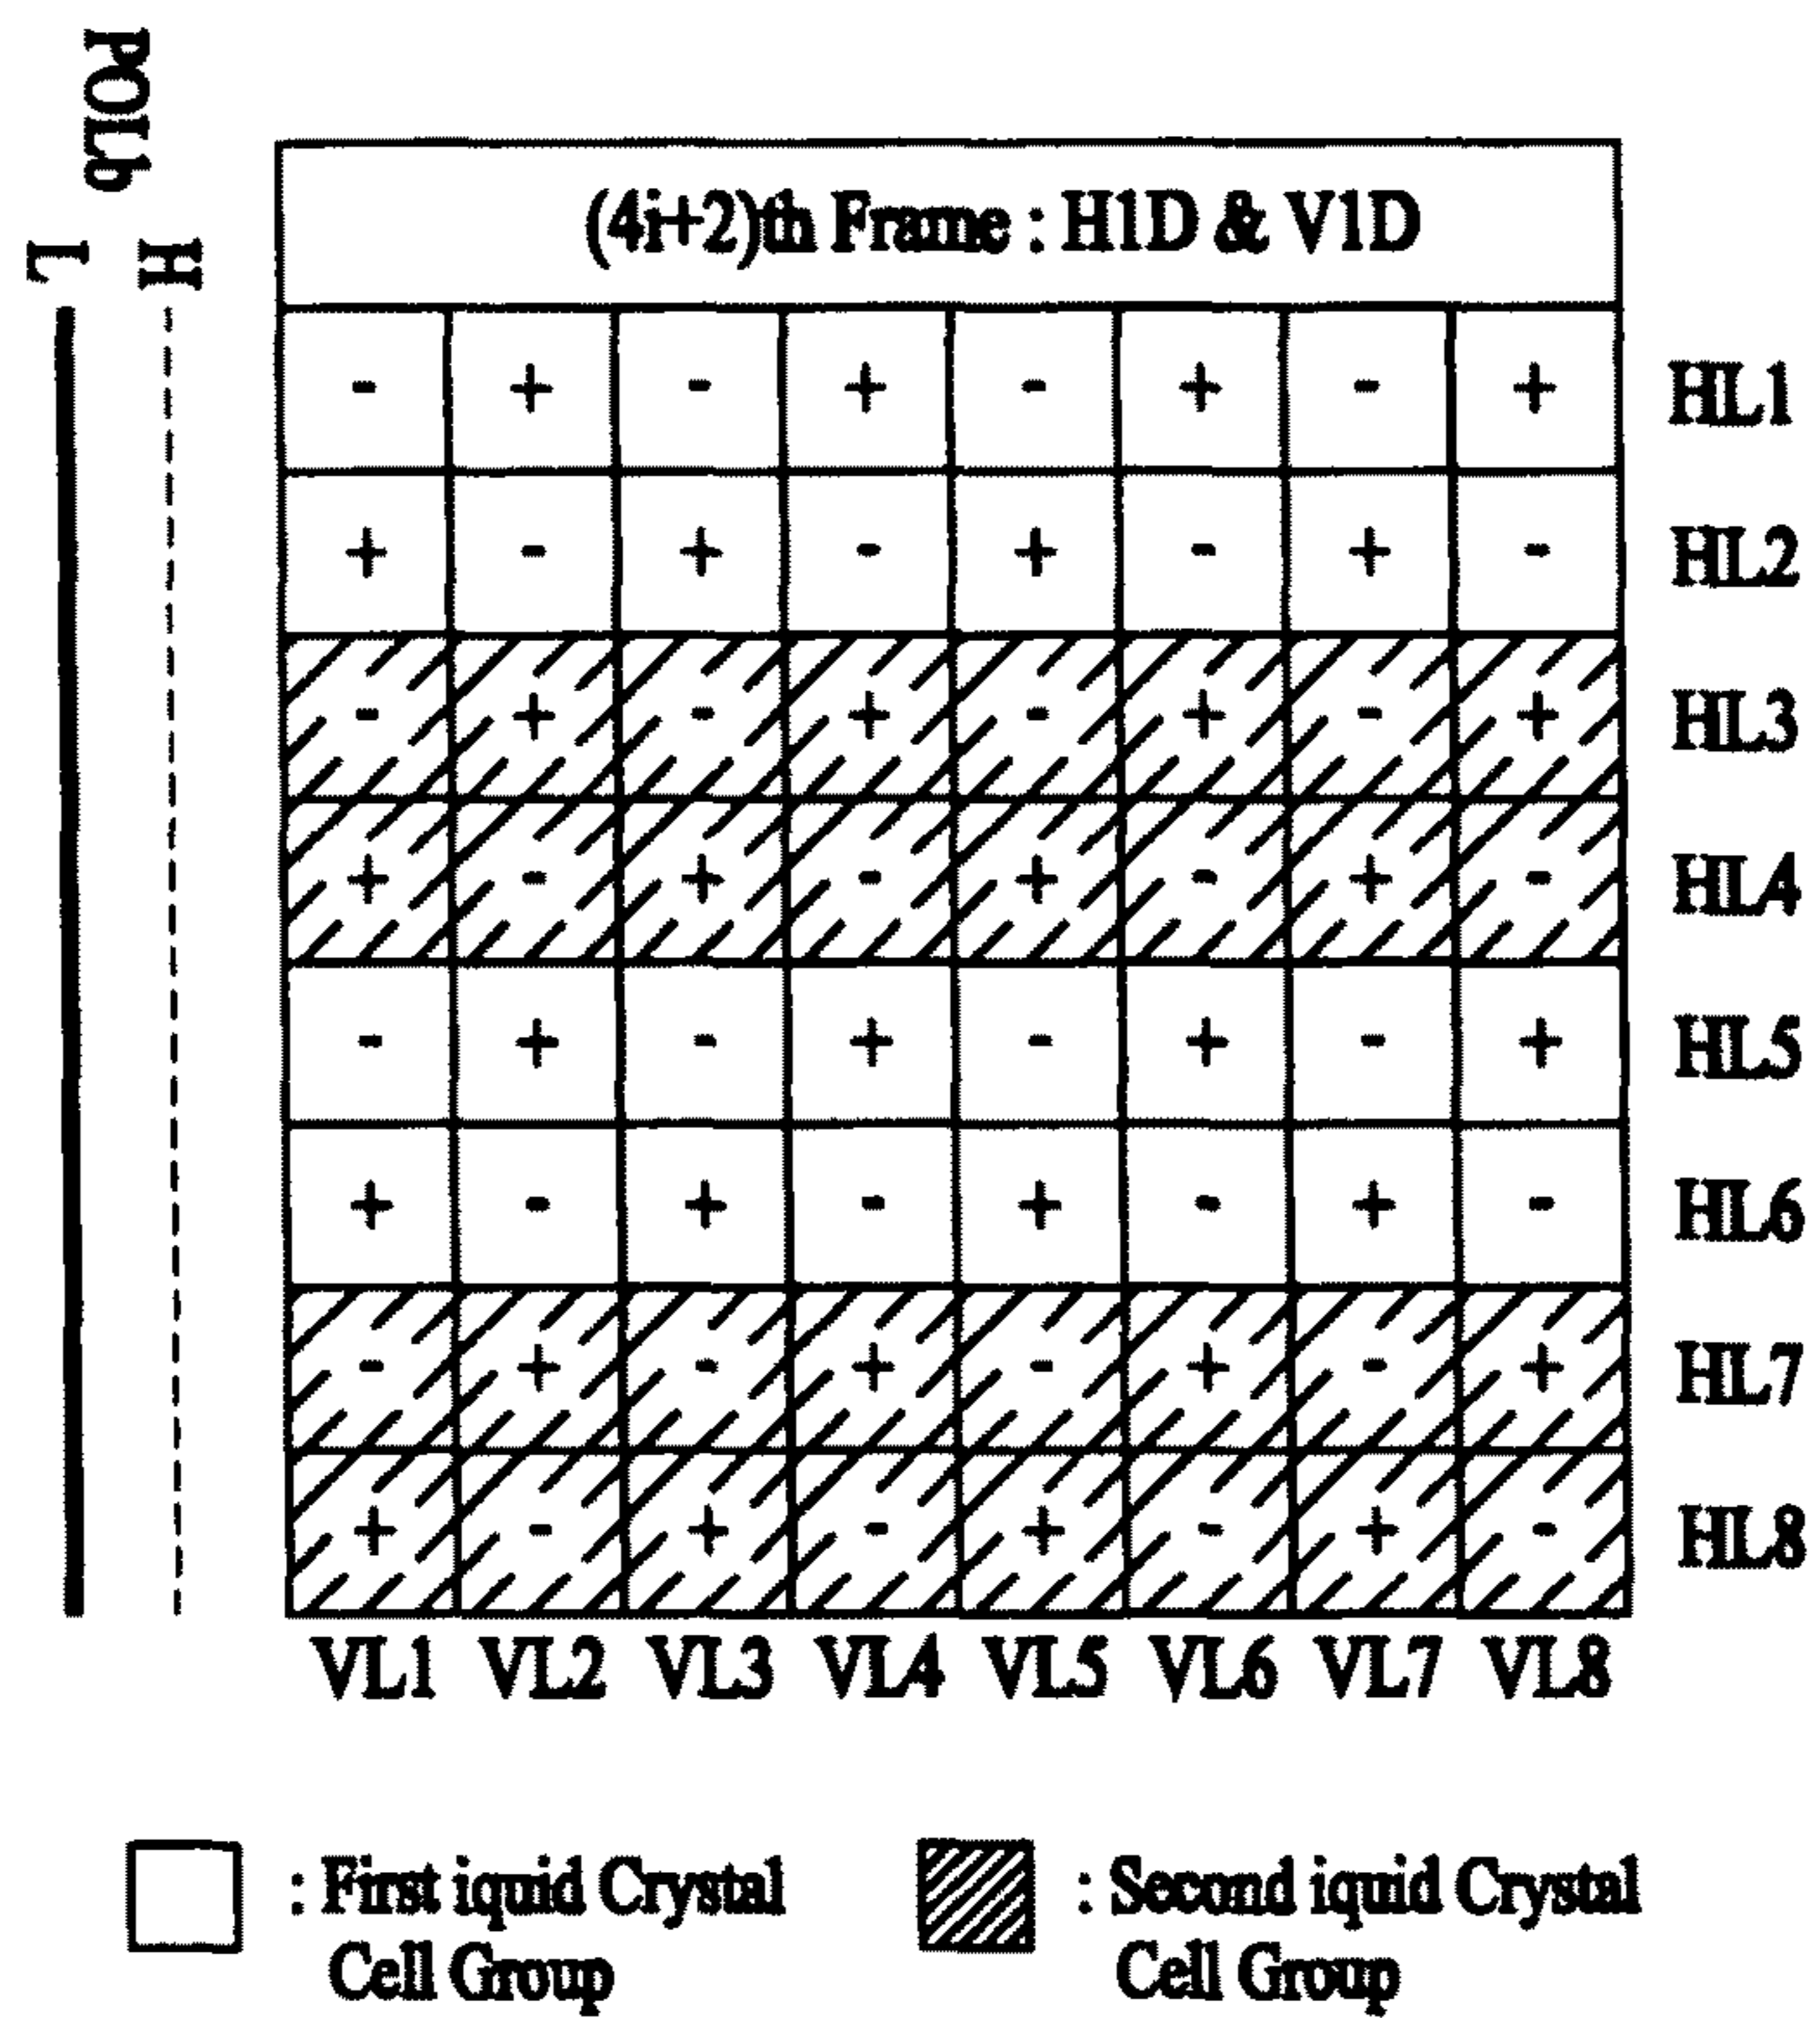 POLb
L H
(4i+2)th Frame : H1D & V1D
- + - + - + - + HL1
+ - + - + - + - HL2
- + - + - + - + HL3
+ - + - + - + - HL4
- + - + - + - + HL5
+ - + - + - + - HL6
- + - + - + - + HL7
+ - + - + - + - HL8
VL1 VL2 VL3 VL4 VL5 VL6 VL7 VL8
: First iquid Crystal
Cell Group
: Second iquid Crystal
Cell Group